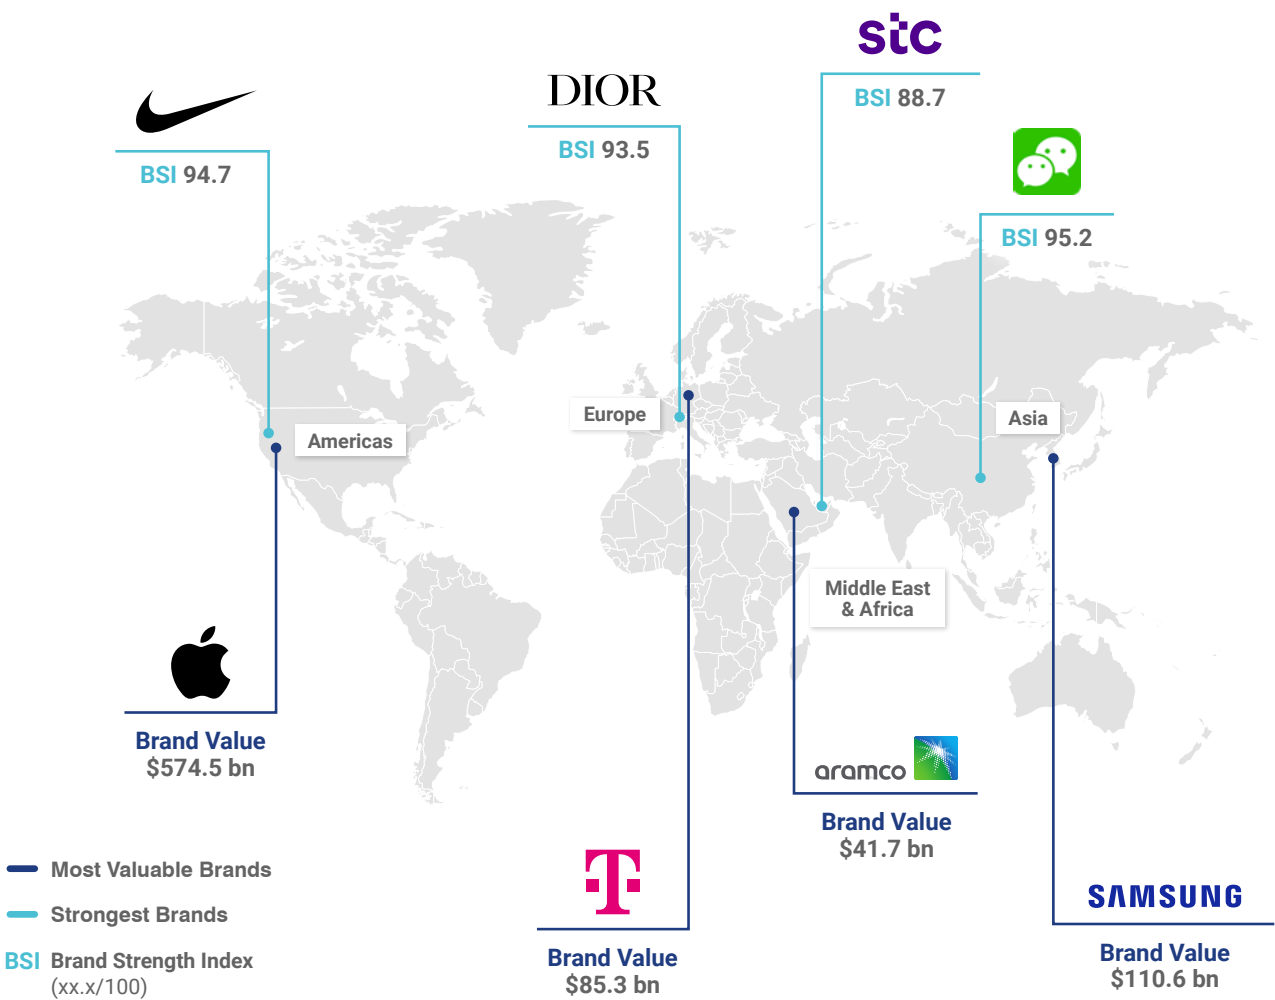 stc
BSI 88.7
DIOR
BSI 93.5
BSI 94.7
BSI 95.2
Europe
Asia
Americas
Middle East
& Africa
Brand Value
$574.5 bn
aramco
Brand Value
$41.7 bn
Most Valuable Brands
Strongest Brands
BSI Brand Strength Index
(xx.x/100)
T
Brand Value
$85.3 bn
SAMSUNG
Brand Value
$110.6 bn